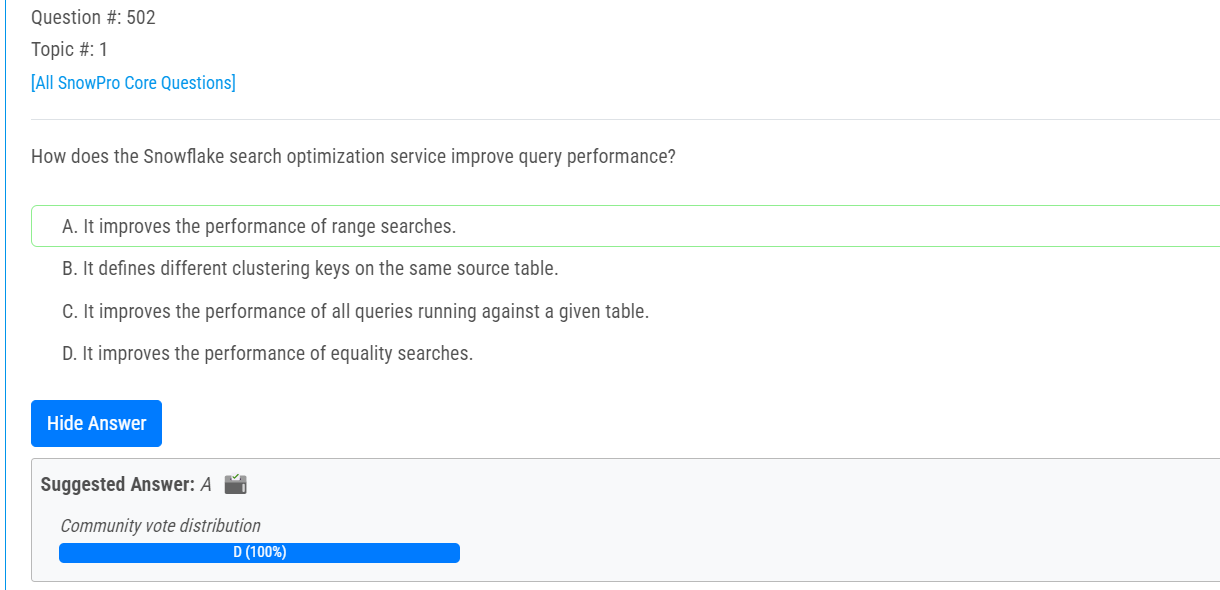 Question #: 502
Topic #: 1
[All SnowPro Core Questions]
How does the Snowflake search optimization service improve query performance?
A. It improves the performance of range searches.
B. It defines different clustering keys on the same source table.
C. It improves the performance of all queries running against a given table.
D. It improves the performance of equality searches.
Hide Answer
Suggested Answer: A
Community vote distribution
D (100%)